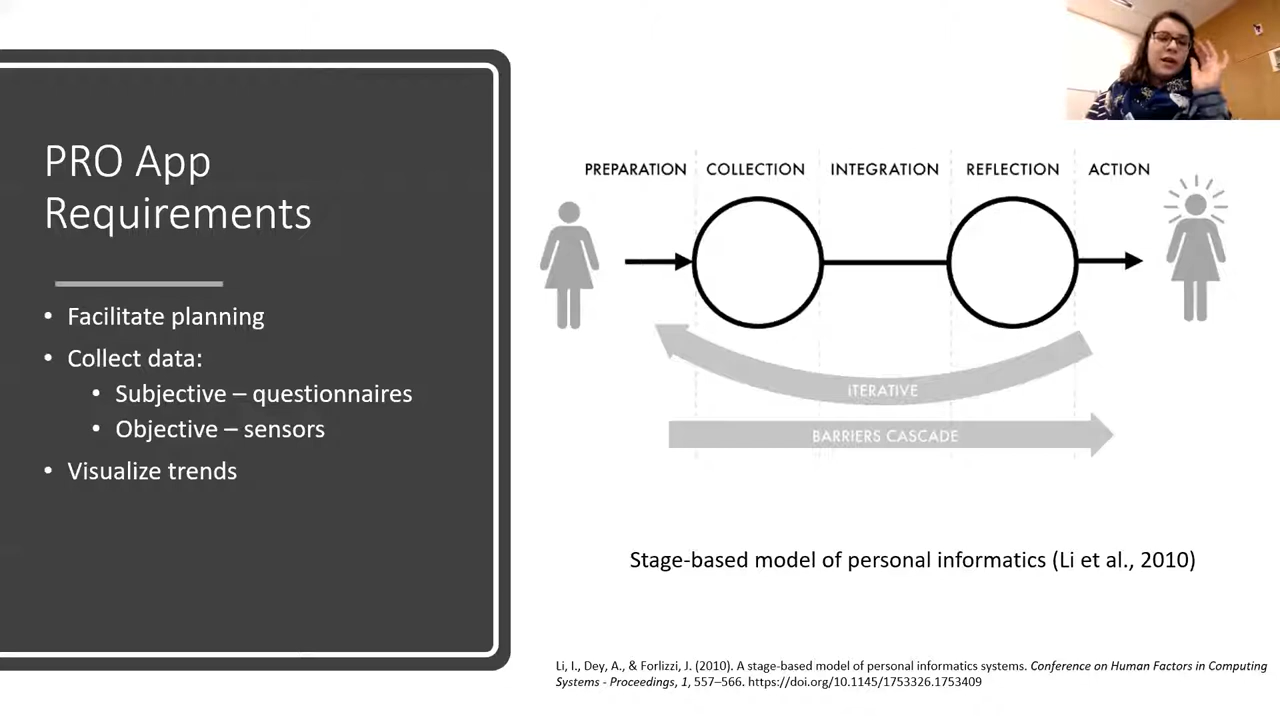 PRO App
Requirements
• Facilitate planning
• Collect data:
• Subjective – questionnaires
• Objective – sensors
• Visualize trends
PREPARATION COLLECTION INTEGRATION REFLECTION ACTION
ITERATIVE
BARRIERS CASCADE
Stage-based model of personal informatics (Li et al., 2010)
Li, I., Dey, A., & Forlizzi, J. (2010). A stage-based model of personal informatics systems. Conference on Human Factors in Computing
Systems - Proceedings, 1, 557–566. https://doi.org/10.1145/1753326.1753409